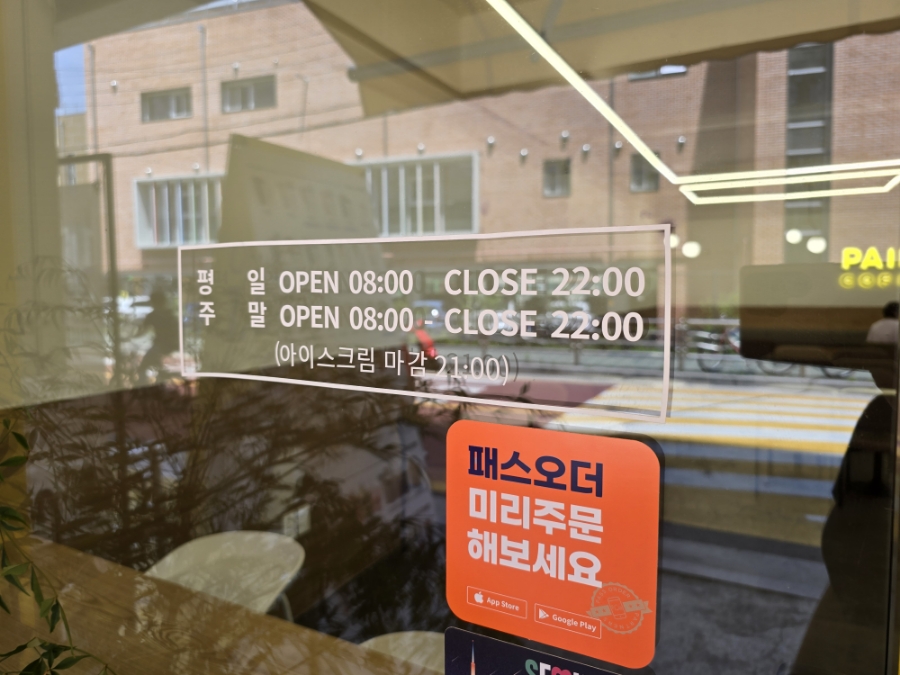 평 일 OPEN 08:00 CLOSE 22:00
주 말 OPEN 08:00 - CLOSE 22:00
(아이스크림 마감 21:00)
패스오더
미리주문
해보세요
App Store
Google Play